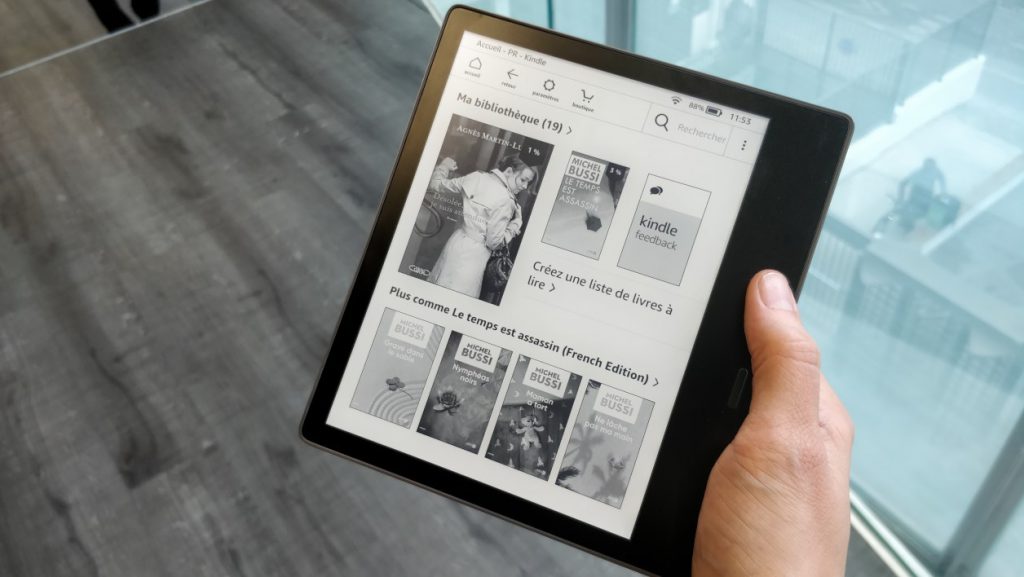 Accueil - PR - Kindle
88% 11:53
accueil retour paramètres boutique
Rechercher
Ma bibliothèque (19) >
AGNÈS MARTIN-LU
1 %
Désolée
je suis
MICHEL
BUSSI
3 %
LE TEMPS
EST
ASSASSIN
kindle
feedback
Créez une liste de livres à
lire >
Plus comme Le temps est assassin (French Edition) >
MICHEL
BUSSI
Gravé dans
le sable
MICHEL
BUSSI
Nymphéas
noirs
MICHEL
BUSSI
Maman
a tort
MICHEL
BUSSI
Ne lâche
pas ma main